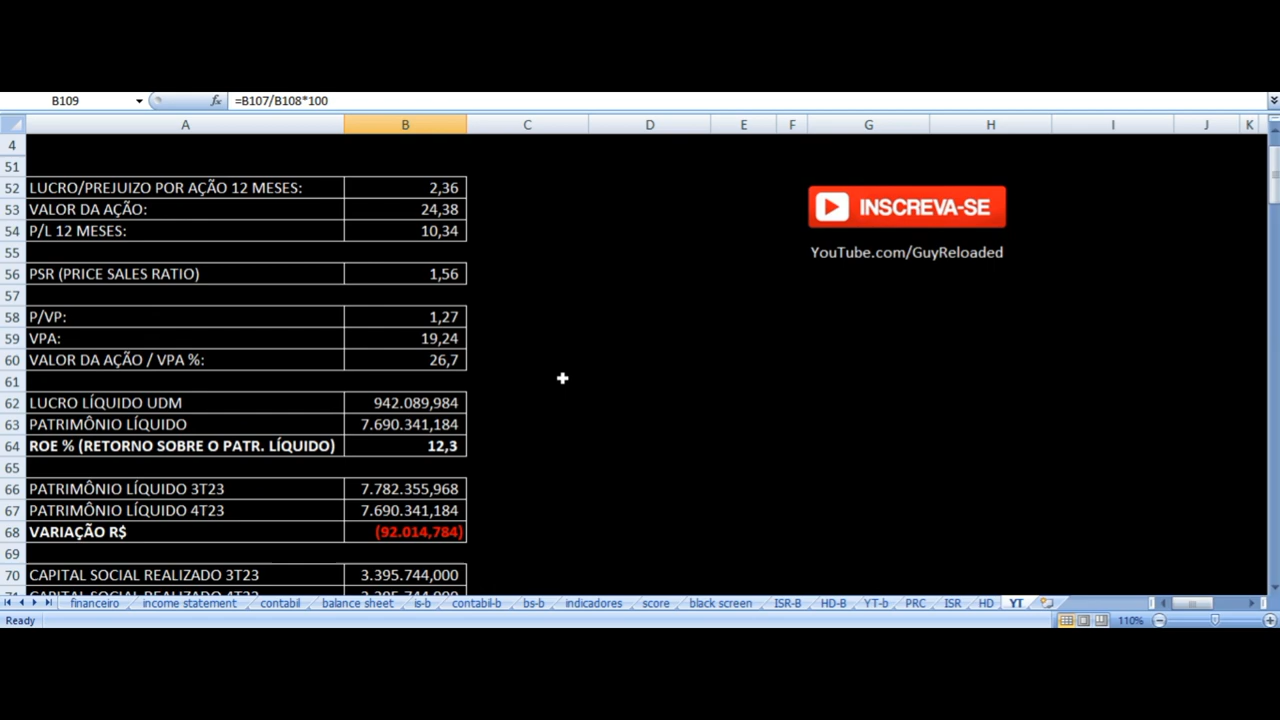 B109 fx =B107/B108*100
A B C D E F G H I J K
4
51
52 LUCRO/PREJUIZO POR AÇÃO 12 MESES: 2,36
53 VALOR DA AÇÃO: 24,38
54 P/L 12 MESES: 10,34
INSCREVA-SE
55
YouTube.com/GuyReloaded
56 PSR (PRICE SALES RATIO) 1,56
57
58 P/VP: 1,27
59 VPA: 19,24
60 VALOR DA AÇÃO / VPA %: 26,7
61
62 LUCRO LÍQUIDO UDM 942.089,984
63 PATRIMÔNIO LÍQUIDO 7.690.341,184
64 ROE % (RETORNO SOBRE O PATR. LÍQUIDO) 12,3
65
66 PATRIMÔNIO LÍQUIDO 3T23 7.782.355,968
67 PATRIMÔNIO LÍQUIDO 4T23 7.690.341,184
68 VARIAÇÃO R$ (92.014,784)
69
70 CAPITAL SOCIAL REALIZADO 3T23 3.395.744,000
financeiro income statement contabil balance sheet is-b contabil-b bs-b indicadores score black screen ISR-B HD-B YT-b PRC ISR HD YT
Ready 110%